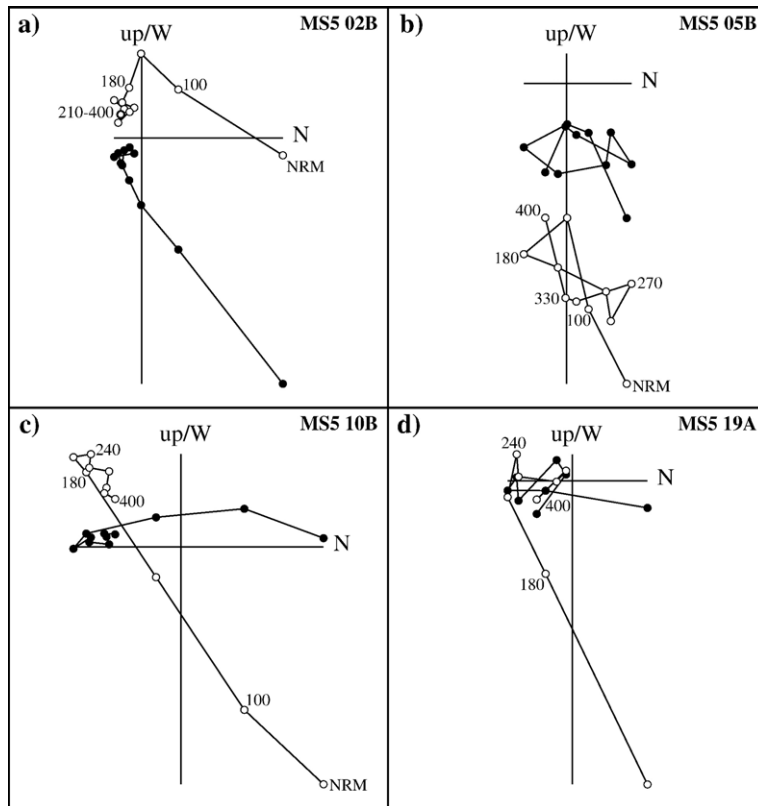 a) up/W MS5 02B
180
100
210-400
N
NRM
b) up/W MS5 05B
N
400
180
270
330
100
NRM
c) up/W MS5 10B
240
180
400
N
100
NRM
d) up/W MS5 19A
240
N
400
180